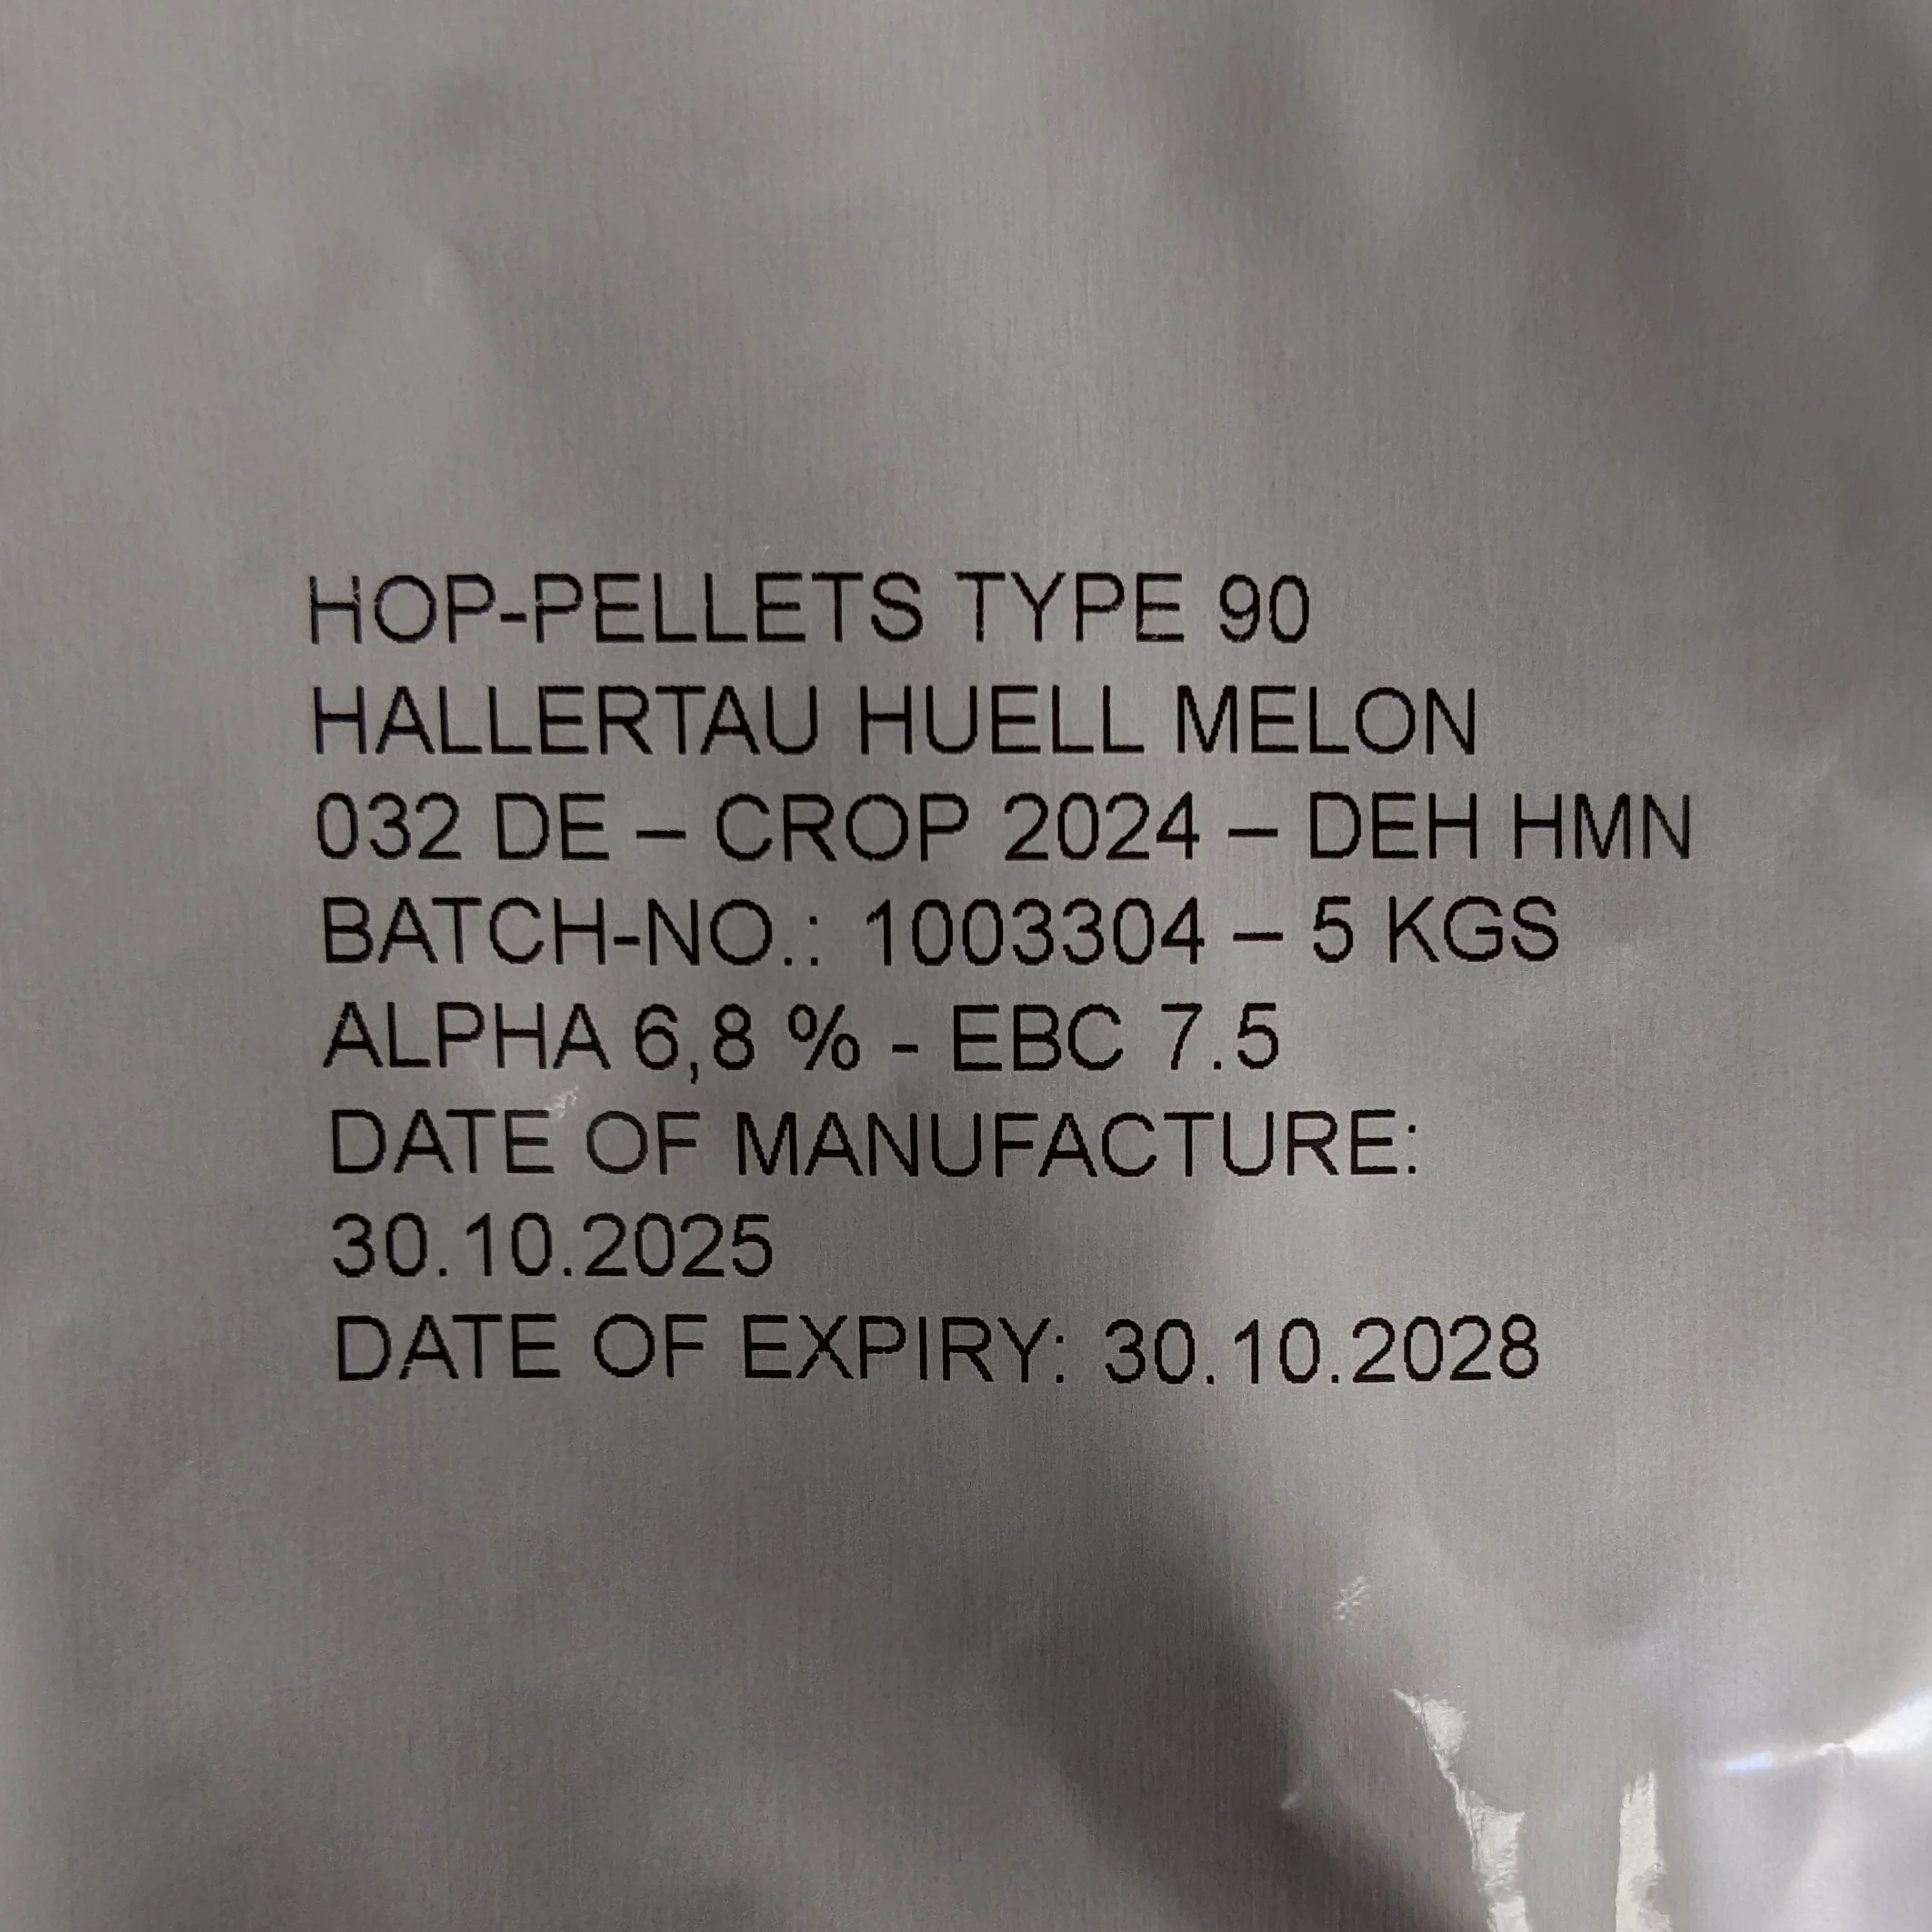 HOP-PELLETS TYPE 90
HALLERTAU HUELL MELON
032 DE – CROP 2024 – DEH HMN
BATCH-NO.: 1003304 – 5 KGS
ALPHA 6,8 % - EBC 7.5
DATE OF MANUFACTURE:
30.10.2025
DATE OF EXPIRY: 30.10.2028